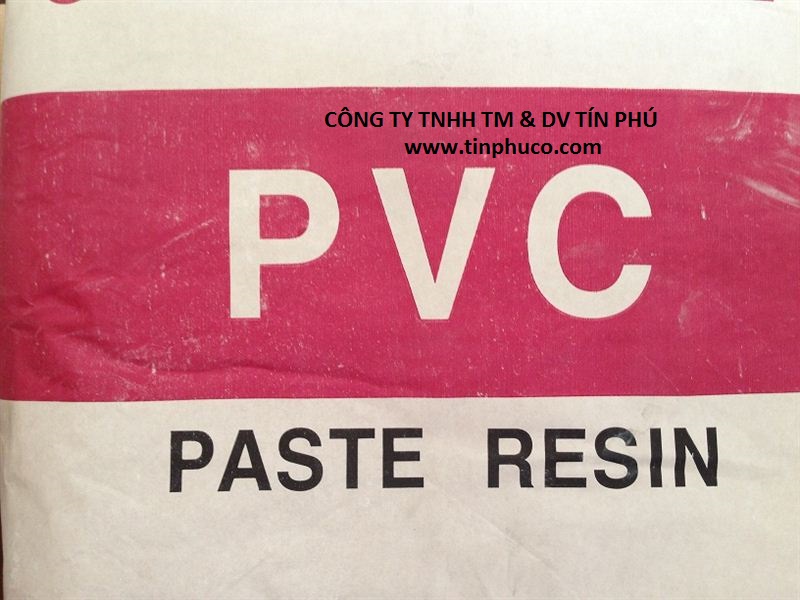 CÔNG TY TNHH TM & DV TÍN PHÚ
www.tinphuco.com
PVC
PASTE RESIN